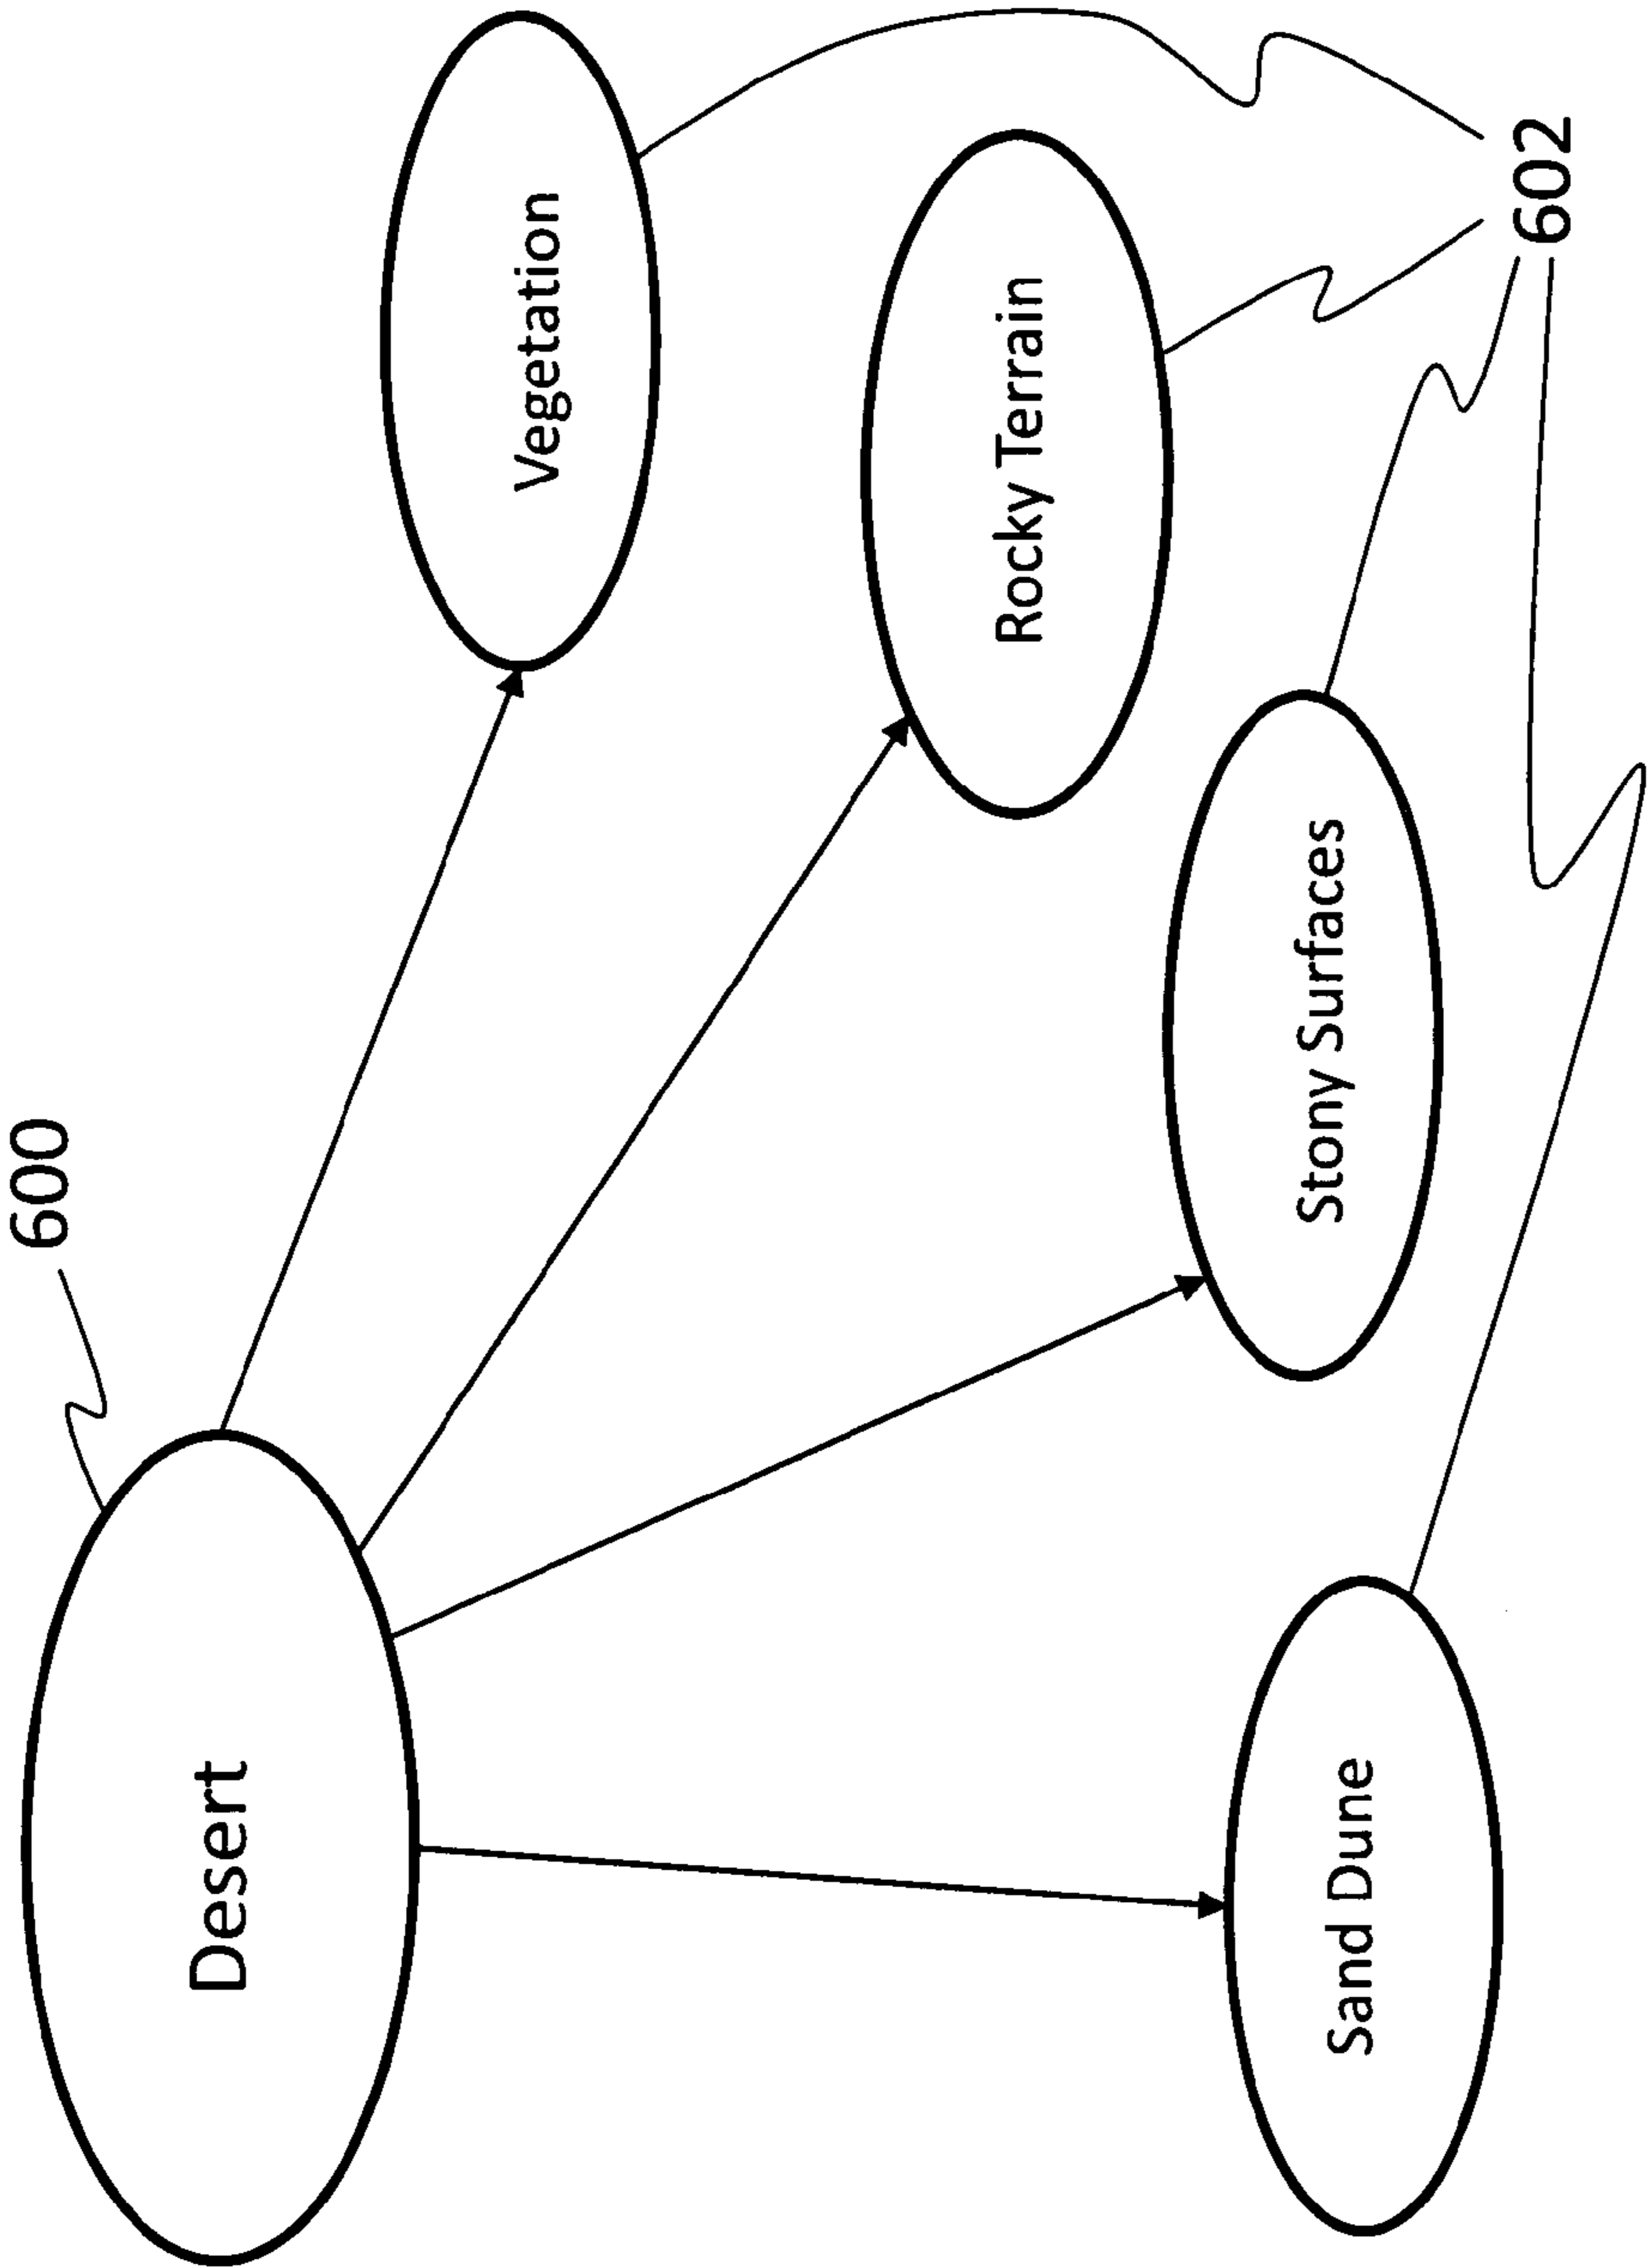 600
Desert
Vegetation
Rocky Terrain
Stony Surfaces
Sand Dune
602